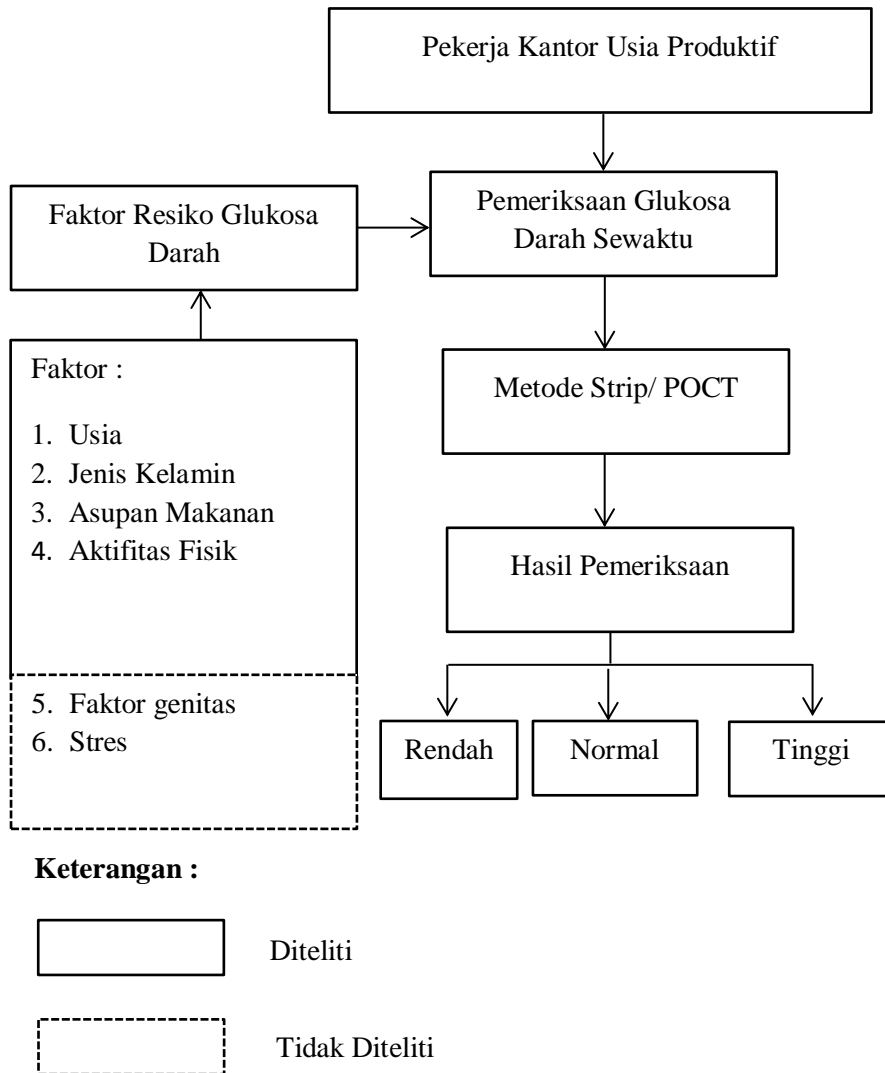 Pekerja Kantor Usia Produktif
Faktor Resiko Glukosa
Darah
Pemeriksaan Glukosa
Darah Sewaktu
Faktor :
1. Usia
2. Jenis Kelamin
3. Asupan Makanan
4. Aktifitas Fisik
5. Faktor genitas
6. Stres
Metode Strip/ POCT
Hasil Pemeriksaan
Rendah
Normal
Tinggi
Keterangan :
Diteliti
Tidak Diteliti